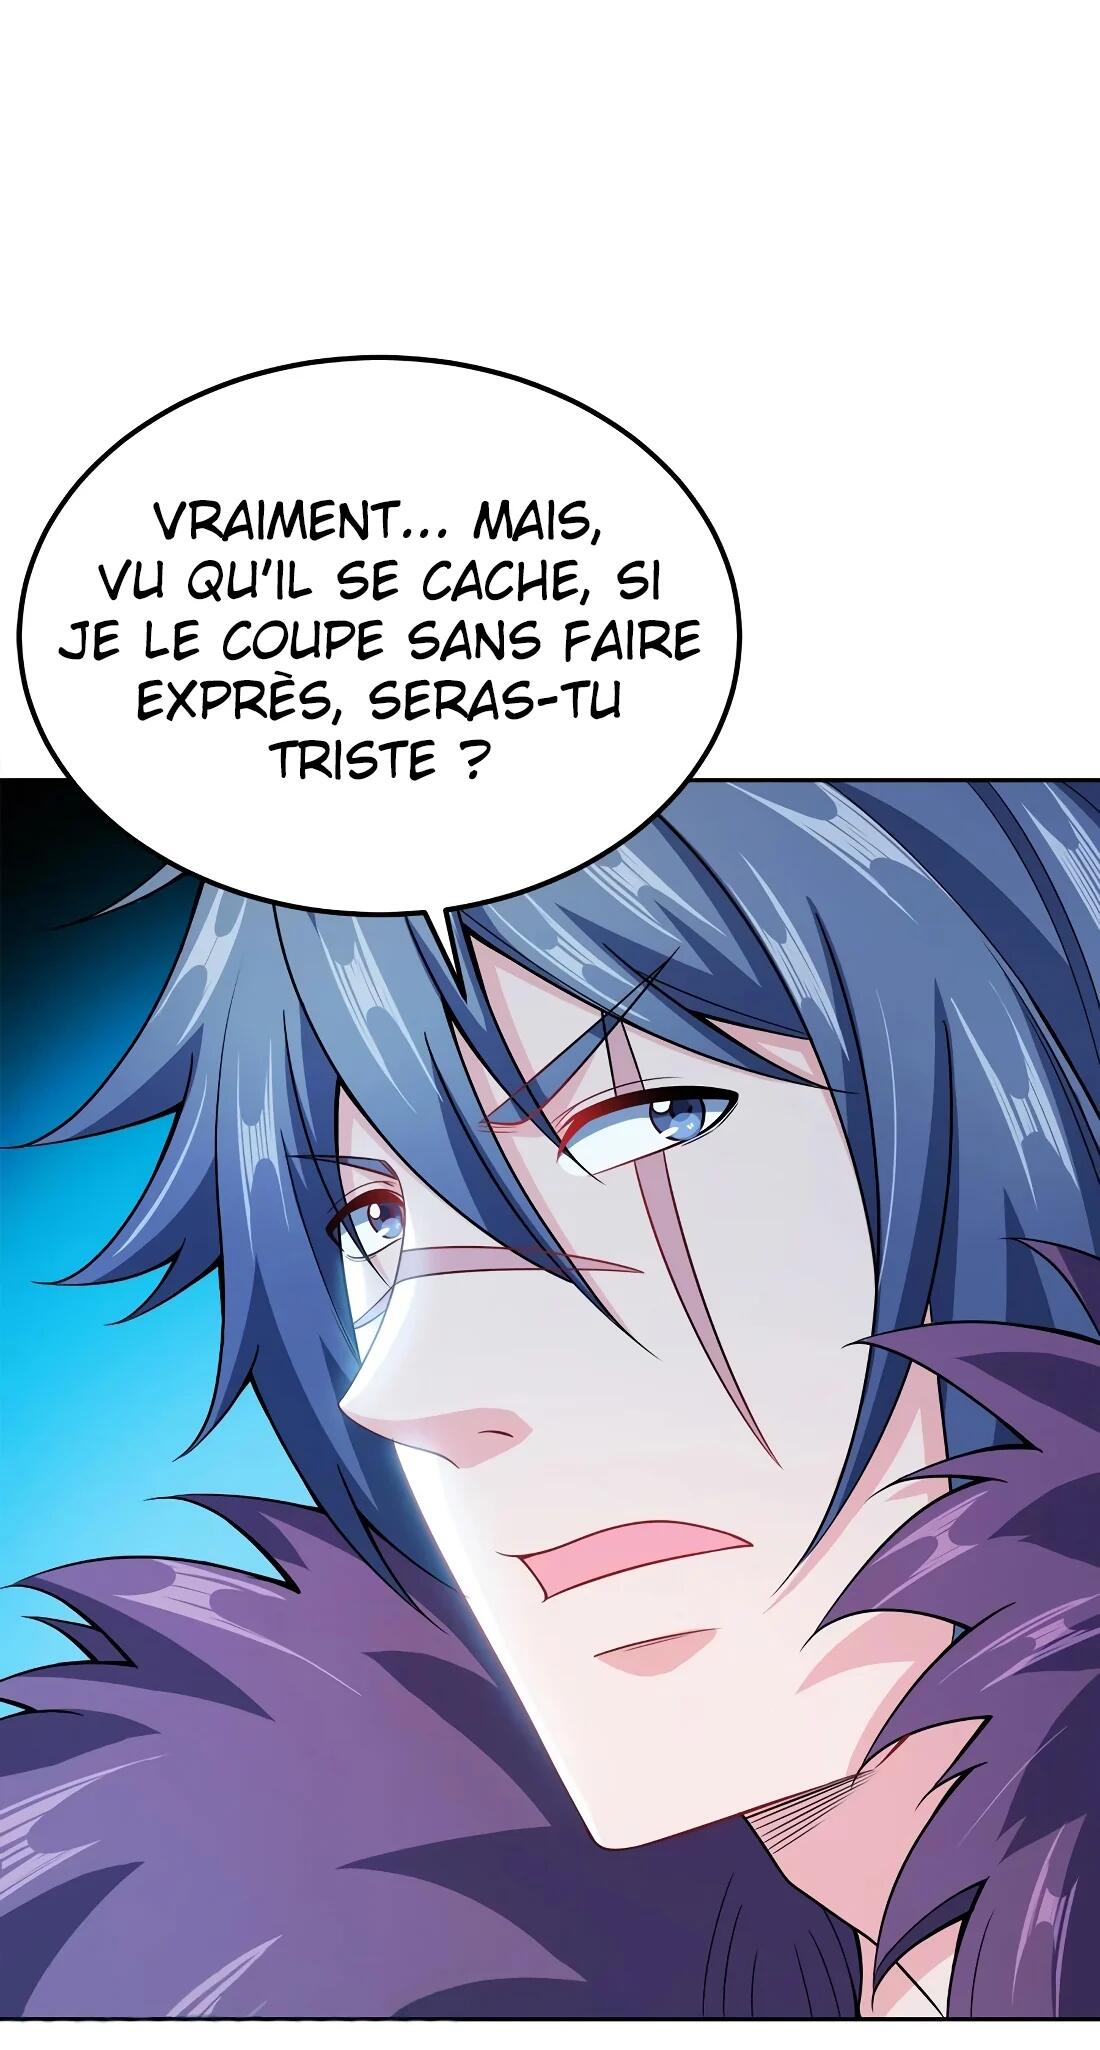 VRAIMENT... MAIS,
VU QU'IL SE CACHE, SI
JE LE COUPE SANS FAIRE
EXPRÈS, SERAS-TU
TRISTE ?